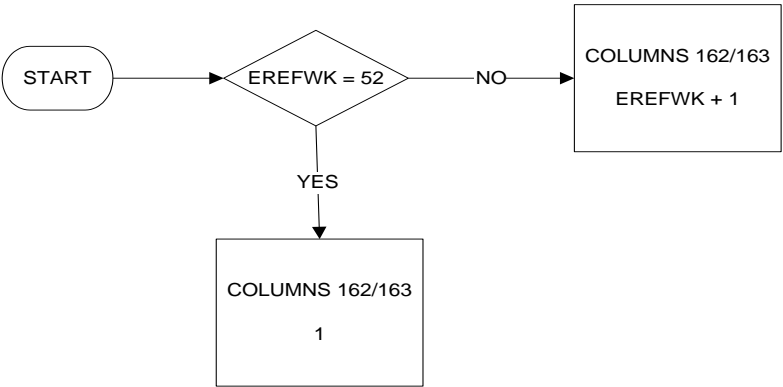 START
EREFWK = 52
NO
COLUMNS 162/163
EREFWK + 1
YES
COLUMNS 162/163
1